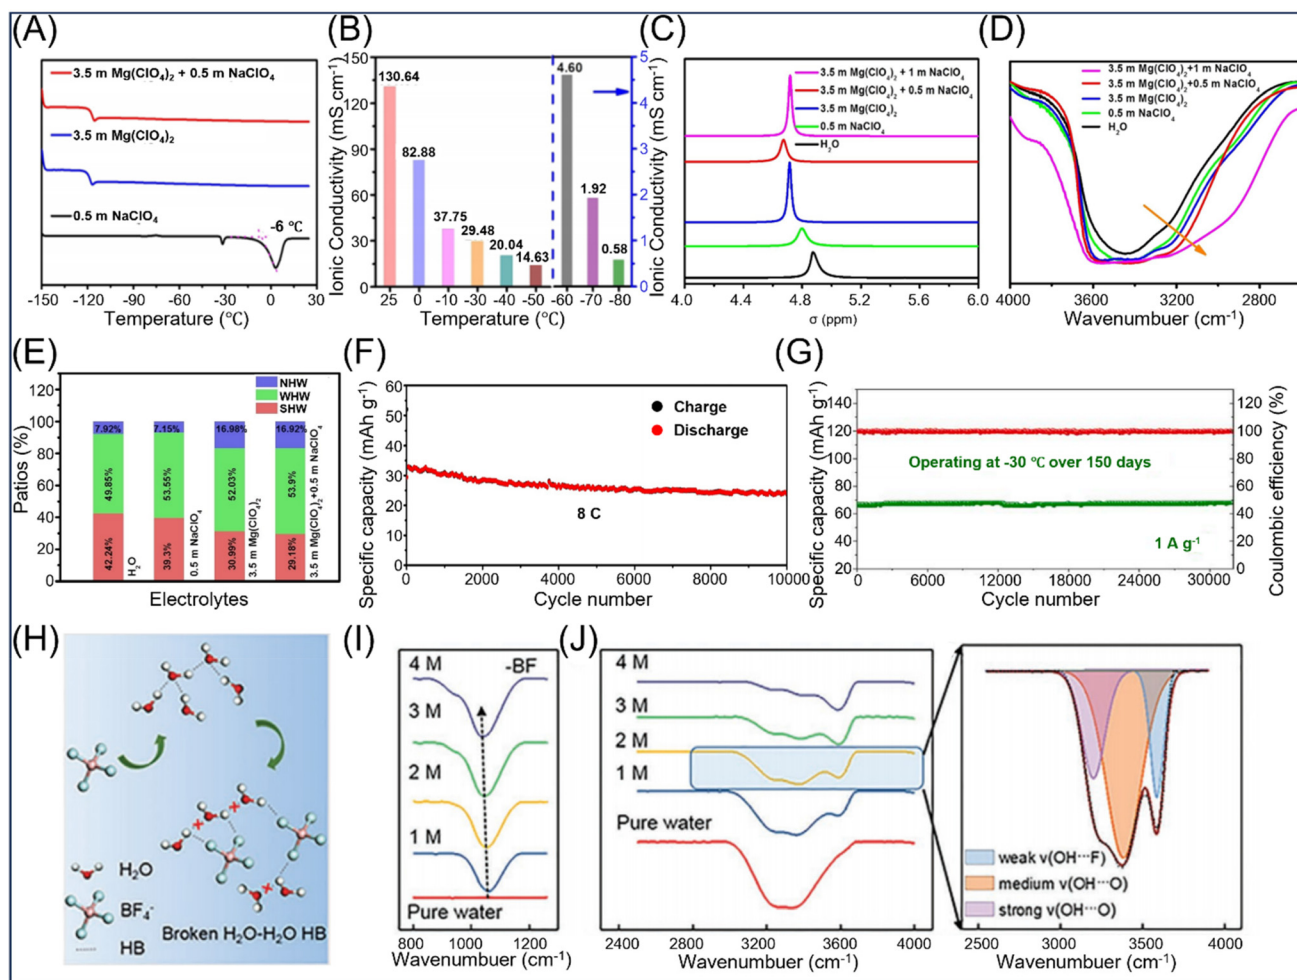 (A)
3.5 m Mg(ClO₄)₂ + 0.5 m NaClO₄
3.5 m Mg(ClO₄)₂
0.5 m NaClO₄
-6 ℃
-150 -120 -90 -60 -30 0 30
Temperature (℃)
(B)
Ionic Conductivity (mS cm⁻¹)
150
120
90
60
30
0
130.64
82.88
37.75
29.48
20.04
14.63
4.60
1.92
0.58
25 0 -10 -30 -40 -50 -60 -70 -80
Temperature (℃)
5
4
3
2
1
0
Ionic Conductivity (mS cm⁻¹)
(C)
3.5 m Mg(ClO₄)₂ + 1 m NaClO₄
3.5 m Mg(ClO₄)₂ + 0.5 m NaClO₄
3.5 m Mg(ClO₄)₂
0.5 m NaClO₄
H₂O
4.0 4.4 4.8 5.2 5.6 6.0
σ (ppm)
(D)
3.5 m Mg(ClO₄)₂+1 m NaClO₄
3.5 m Mg(ClO₄)₂+0.5 m NaClO₄
3.5 m Mg(ClO₄)₂
0.5 m NaClO₄
H₂O
4000 3600 3200 2800
Wavenumbuer (cm⁻¹)
(E)
Patios (%)
120
100
80
60
40
20
0
NHW
WHW
SHW
7.92% 7.15% 16.98% 16.92%
49.85% 53.55% 52.03% 53.9%
42.24% 39.3% 30.99% 29.18%
H₂O
0.5 m NaClO₄
3.5 m Mg(ClO₄)₂
3.5 m Mg(ClO₄)₂+0.5 m NaClO₄
Electrolytes
(F)
Specific capacity (mAh g⁻¹)
60
50
40
30
20
10
0
Charge
Discharge
8 C
0 2000 4000 6000 8000 10000
Cycle number
(G)
Specific capacity (mAh g⁻¹)
140
120
100
80
60
40
20
Operating at -30 ℃ over 150 days
1 A g⁻¹
100
80
60
40
20
0
Coulombic efficiency (%)
0 6000 12000 18000 24000 30000
Cycle number
(H)
H₂O
BF₄⁻
HB
Broken H₂O-H₂O HB
(I)
4 M
-BF
3 M
2 M
1 M
Pure water
800 1000 1200
Wavenumbuer (cm⁻¹)
(J)
4 M
3 M
2 M
1 M
Pure water
2400 2800 3200 3600 4000
Wavenumbuer (cm⁻¹)
weak v(OH···F)
medium v(OH···O)
strong v(OH···O)
2500 3000 3500 4000
Wavenumbuer (cm⁻¹)